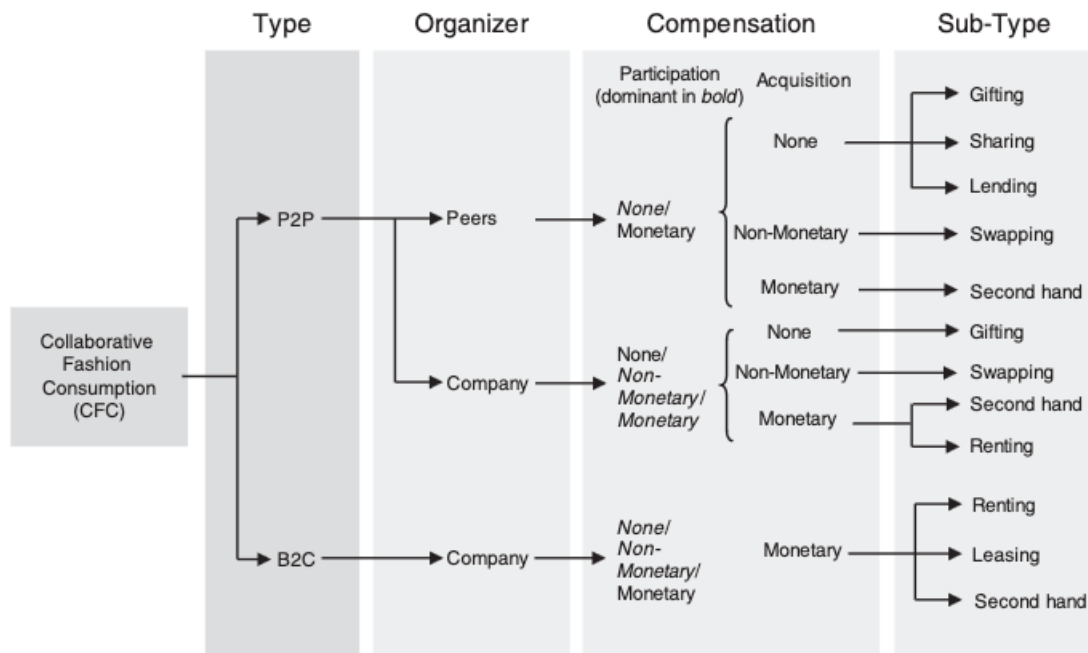 Type
Organizer
Compensation
Sub-Type
Participation
(dominant in bold)
Acquisition
Gifting
None
Sharing
Lending
P2P
Peers
None/
Monetary
Non-Monetary
Swapping
Monetary
Second hand
Collaborative
Fashion
Consumption
(CFC)
Company
None/
Non-
Monetary/
Monetary
None
Gifting
Non-Monetary
Swapping
Monetary
Second hand
Renting
B2C
Company
None/
Non-
Monetary/
Monetary
Monetary
Renting
Leasing
Second hand